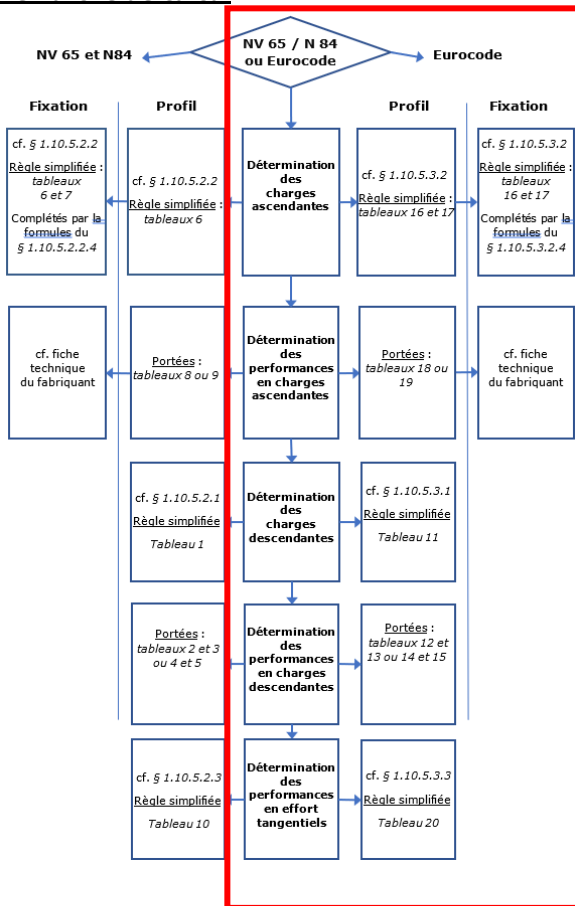 NV 65 / N 84
ou Eurocode
NV 65 et N84
Eurocode
Fixation
Profil
Profil
Fixation
cf. § 1.10.5.2.2
Règle simplifiée :
tableaux
6 et 7
Complétés par la
formules du
§ 1.10.5.2.2.4
cf. § 1.10.5.2.2
Règle simplifiée :
tableaux 6
Détermination
des
charges
ascendantes
cf. § 1.10.5.3.2
Règle simplifiée :
tableaux 16 et 17
cf. § 1.10.5.3.2
Règle simplifiée :
tableaux
16 et 17
Complétés par la
formules du
§ 1.10.5.3.2.4
cf. fiche
technique
du fabriquant
Portées :
tableaux 8 ou 9
Détermination
des
performances
en charges
ascendantes
Portées :
tableaux 18 ou
19
cf. fiche
technique
du fabriquant
cf. § 1.10.5.2.1
Règle simplifiée
Tableau 1
Détermination
des
charges
descendantes
cf. § 1.10.5.3.1
Règle simplifiée
Tableau 11
Portées :
tableaux 2 et 3
ou 4 et 5
Détermination
des
performances
en charges
descendantes
Portées :
tableaux 12 et
13 ou 14 et 15
cf. § 1.10.5.2.3
Règle simplifiée
Tableau 10
Détermination
des
performances
en effort
tangentiels
cf. § 1.10.5.3.3
Règle simplifiée
Tableau 20